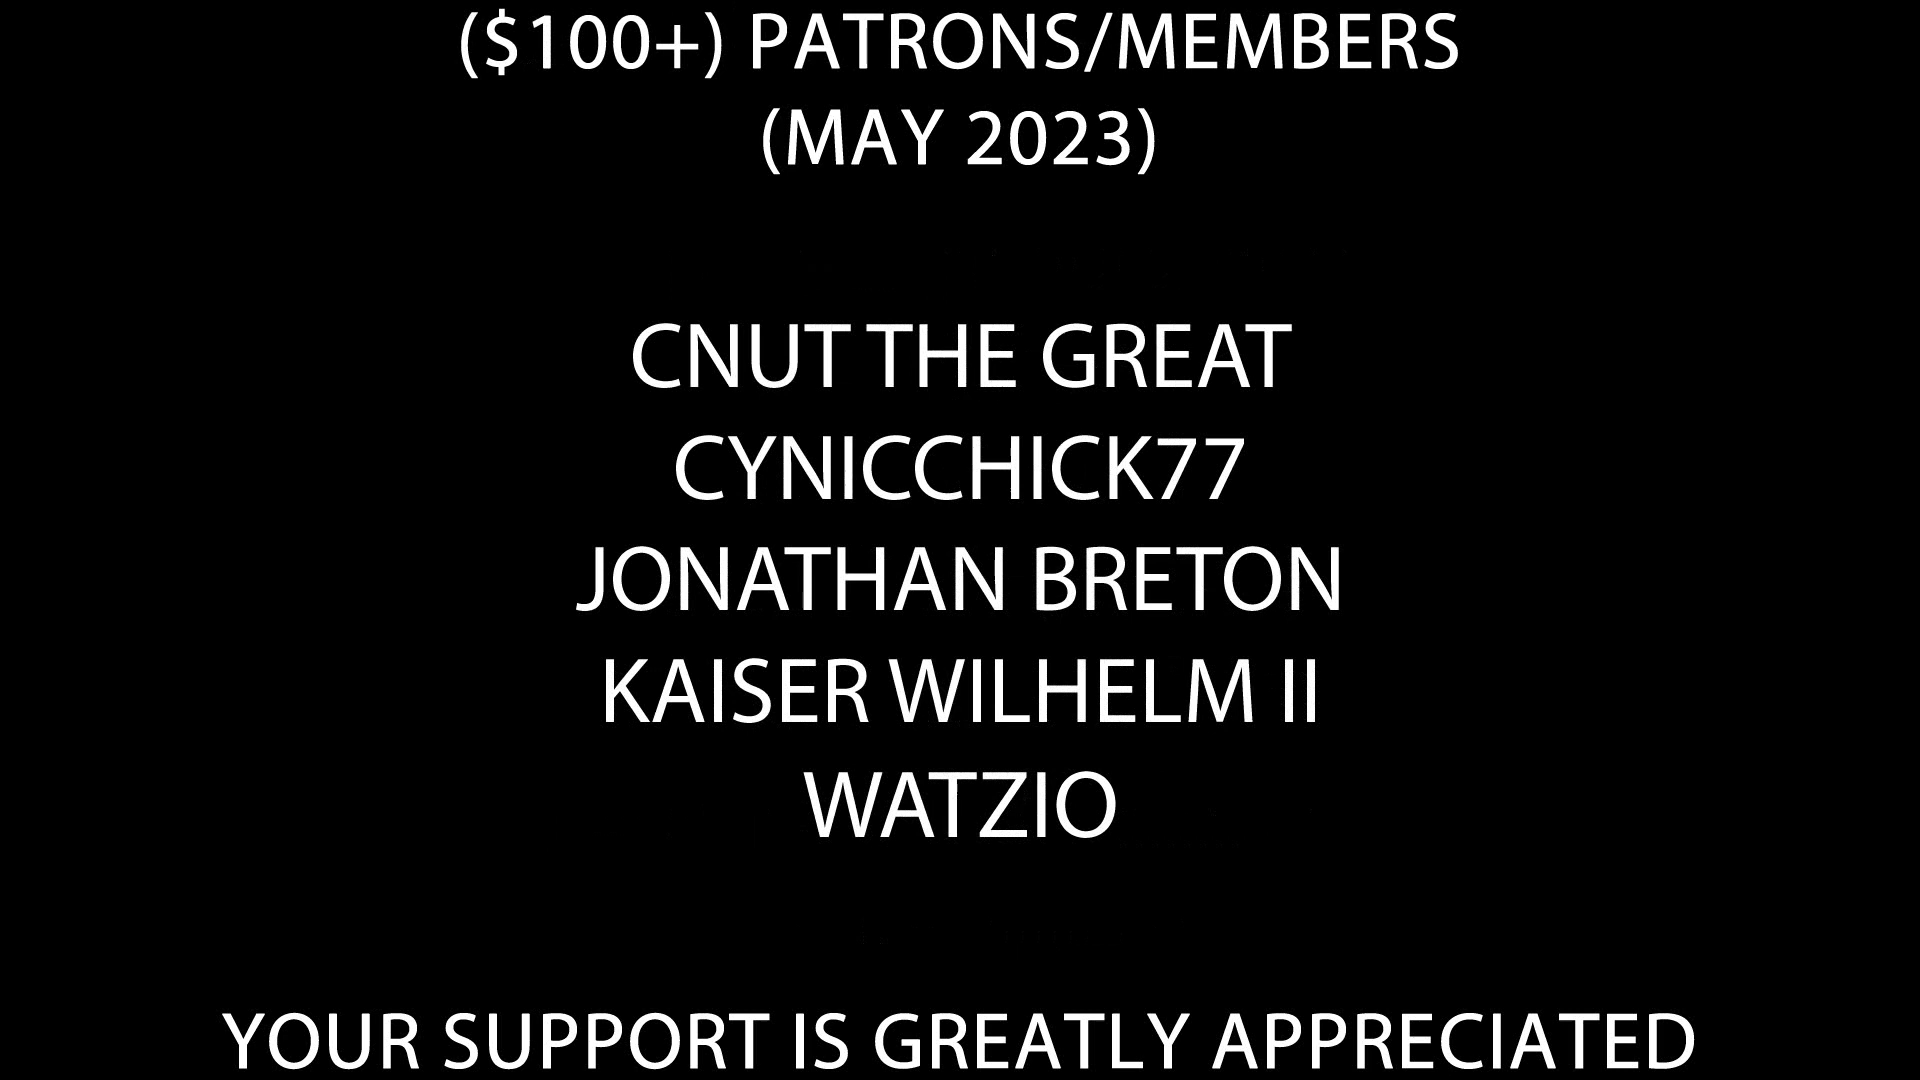 ($100+) PATRONS/MEMBERS
(MAY 2023)
CNUT THE GREAT
CYNICCHICK77
JONATHAN BRETON
KAISER WILHELM II
WATZIO
YOUR SUPPORT IS GREATLY APPRECIATED